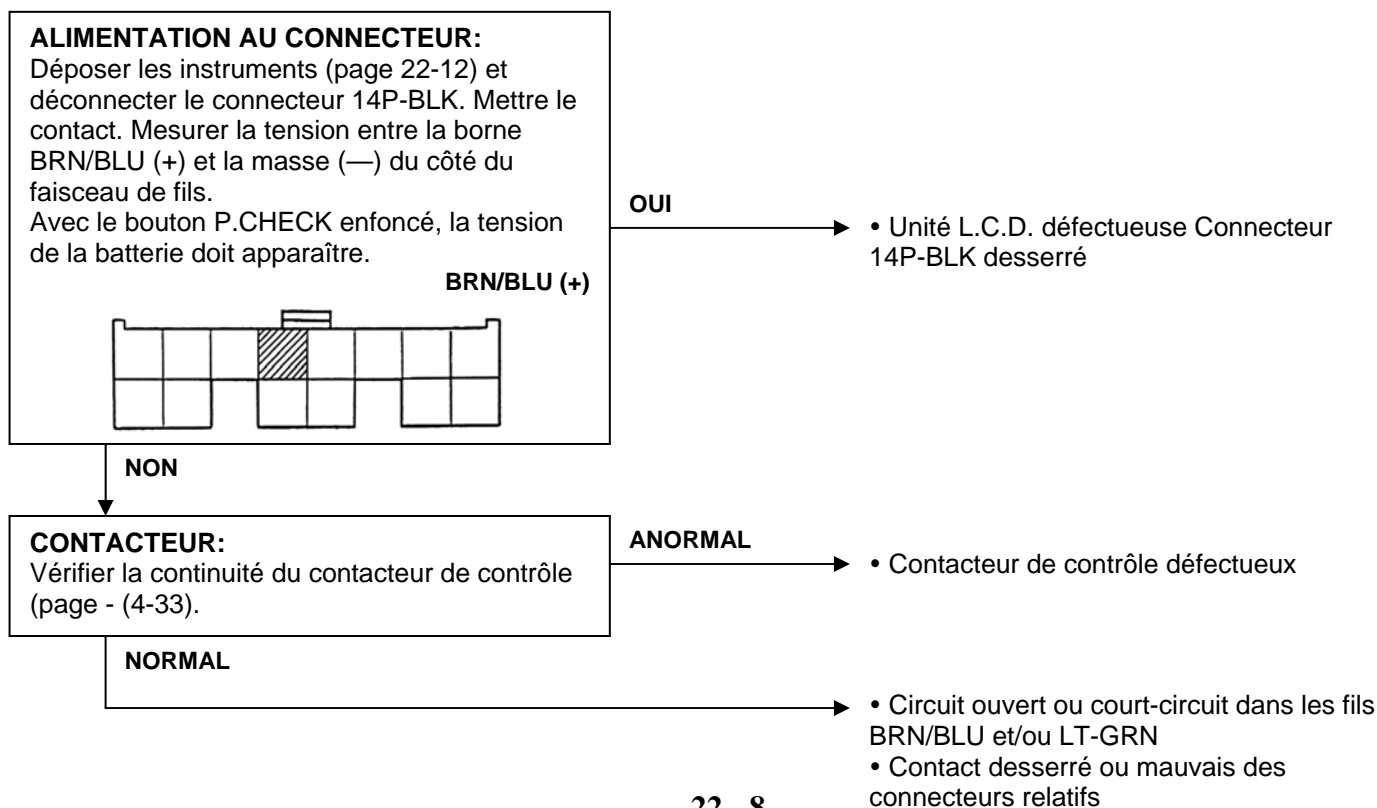 ALIMENTATION AU CONNECTEUR:
Déposer les instruments (page 22-12) et
déconnecter le connecteur 14P-BLK. Mettre le
contact. Mesurer la tension entre la borne
BRN/BLU (+) et la masse (—) du côté du
faisceau de fils.
Avec le bouton P.CHECK enfoncé, la tension
de la batterie doit apparaître.
BRN/BLU (+)
OUI
• Unité L.C.D. défectueuse Connecteur
14P-BLK desserré
NON
CONTACTEUR:
Vérifier la continuité du contacteur de contrôle
(page - (4-33).
ANORMAL
• Contacteur de contrôle défectueux
NORMAL
• Circuit ouvert ou court-circuit dans les fils
BRN/BLU et/ou LT-GRN
• Contact desserré ou mauvais des
connecteurs relatifs
22 - 8